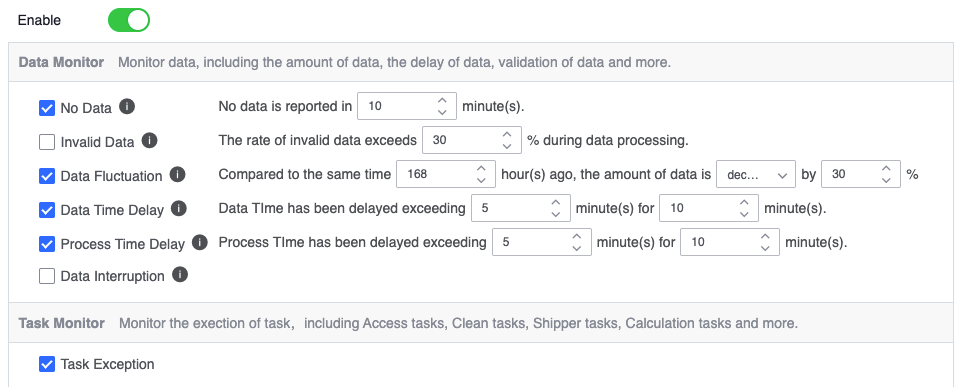 Enable
Data Monitor Monitor data, including the amount of data, the delay of data, validation of data and more.
No Data i No data is reported in 10 minute(s).
Invalid Data i The rate of invalid data exceeds 30 % during data processing.
Data Fluctuation i Compared to the same time 168 hour(s) ago, the amount of data is dec... by 30 %
Data Time Delay i Data TIme has been delayed exceeding 5 minute(s) for 10 minute(s).
Process Time Delay i Process TIme has been delayed exceeding 5 minute(s) for 10 minute(s).
Data Interruption i
Task Monitor Monitor the exection of task，including Access tasks, Clean tasks, Shipper tasks, Calculation tasks and more.
Task Exception